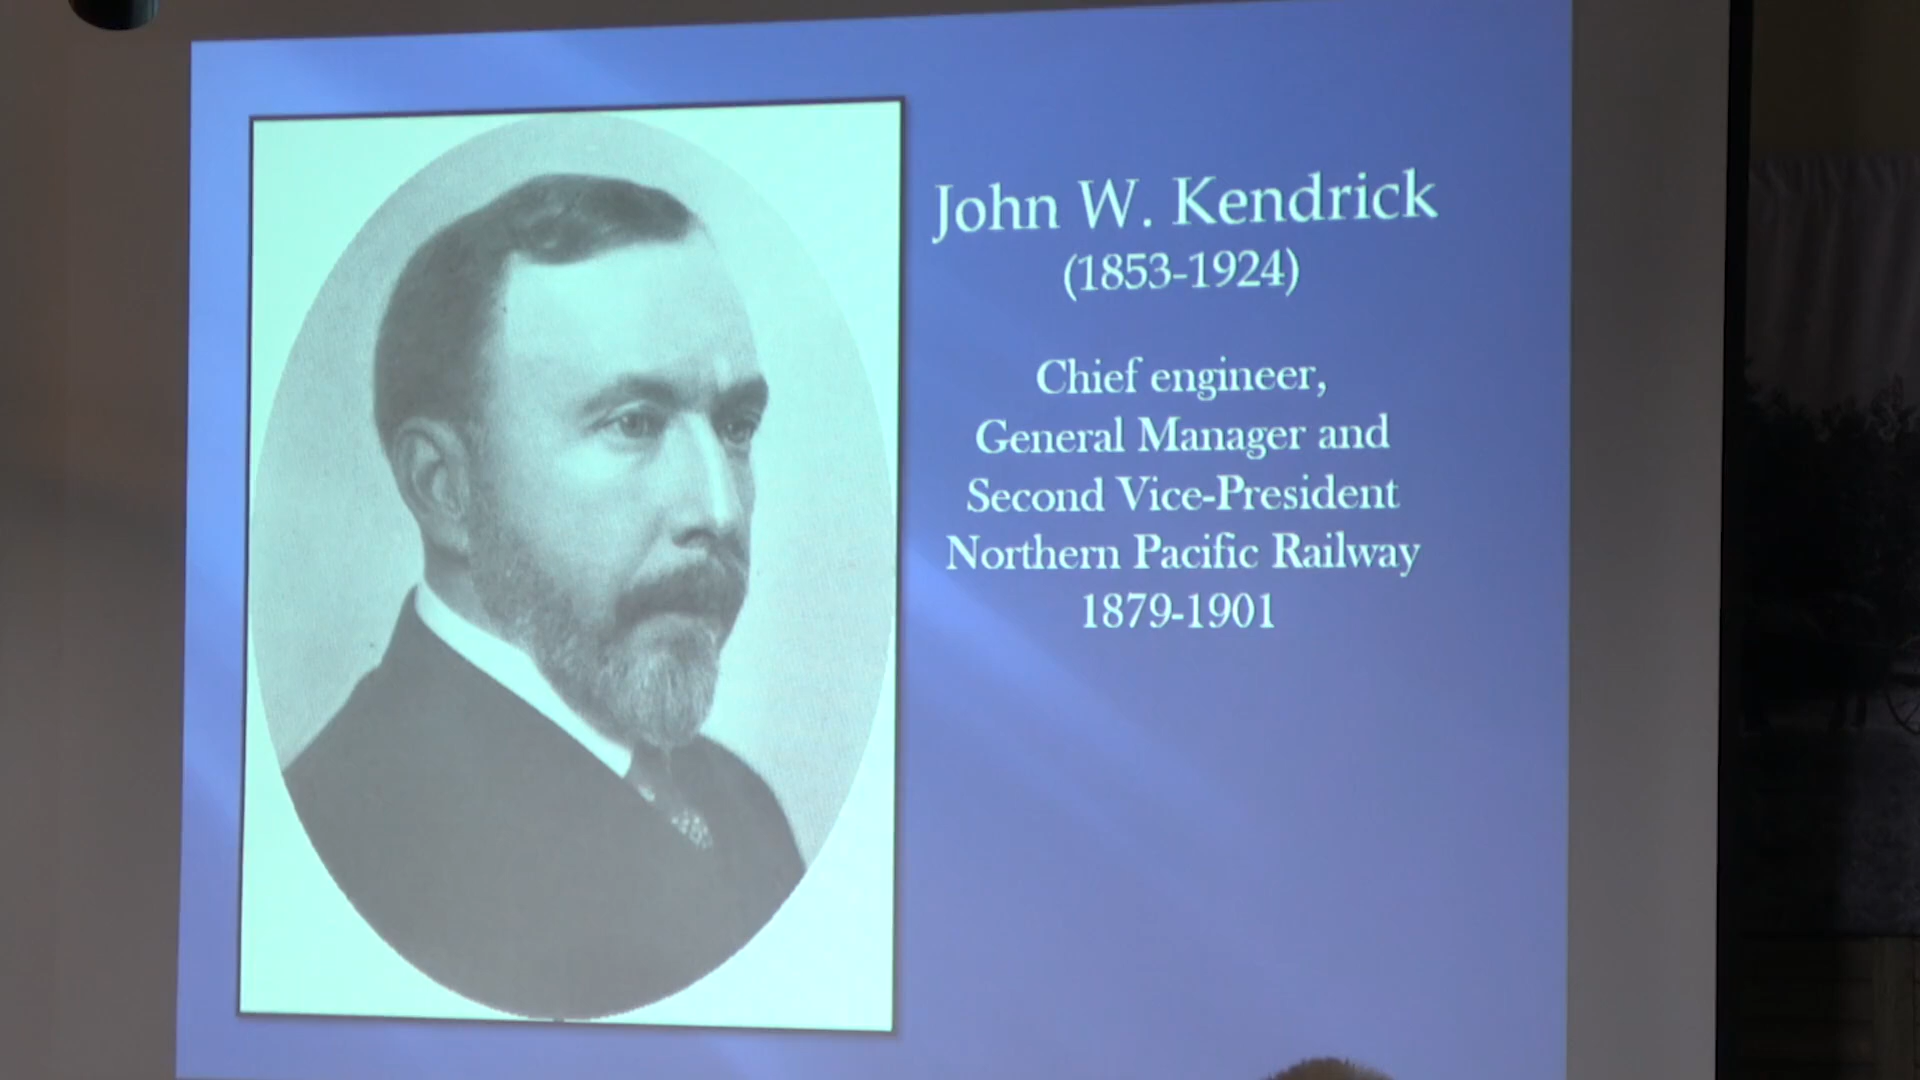 John W. Kendrick
(1853-1924)
Chief engineer,
General Manager and
Second Vice-President
Northern Pacific Railway
1879-1901